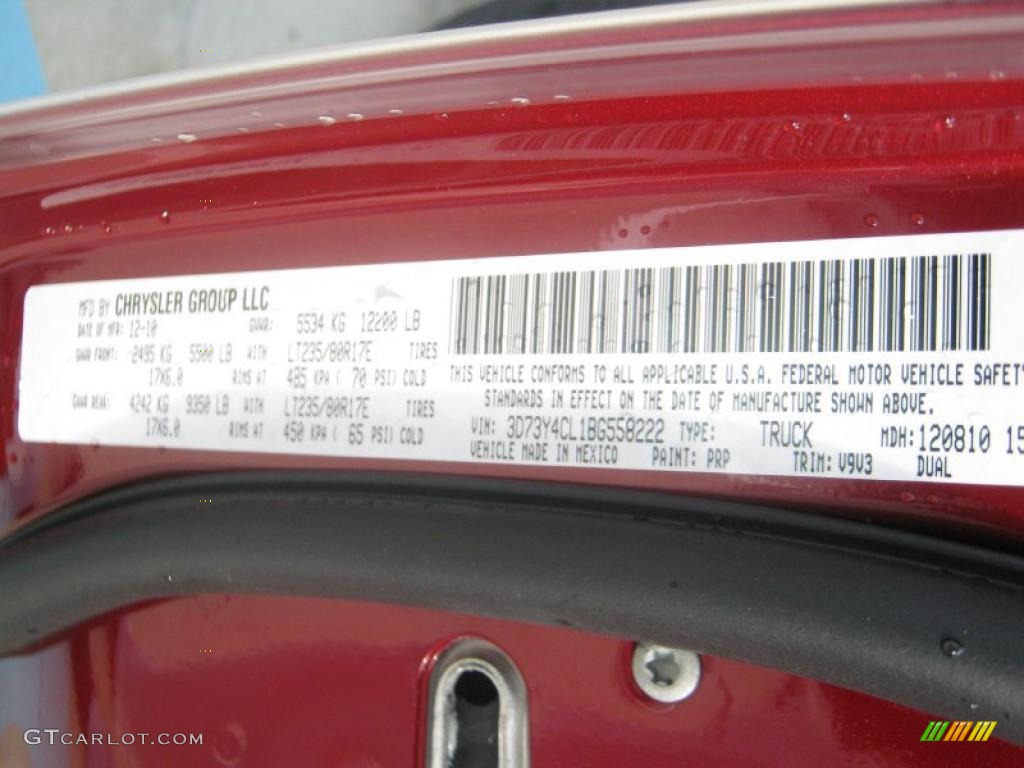 MFD BY CHRYSLER GROUP LLC
DATE OF MFR 12-10 GVWR: 5534 KG 12200 LB
GAWR FRONT: 2495 KG 5500 LB WITH LT235/80R17E TIRES
17X6.0 RIMS AT 485 KPA ( 70 PSI) COLD
GAWR REAR: 4242 KG 9350 LB WITH LT235/80R17E TIRES
17X6.0 RIMS AT 450 KPA ( 65 PSI) COLD
THIS VEHICLE CONFORMS TO ALL APPLICABLE U.S.A. FEDERAL MOTOR VEHICLE SAFETY
STANDARDS IN EFFECT ON THE DATE OF MANUFACTURE SHOWN ABOVE.
VIN: 3D73Y4CL1BG558222 TYPE: TRUCK MDH: 120810 15
VEHICLE MADE IN MEXICO PAINT: PRP TRIM: V9V3 DUAL
GTCARLOT.COM